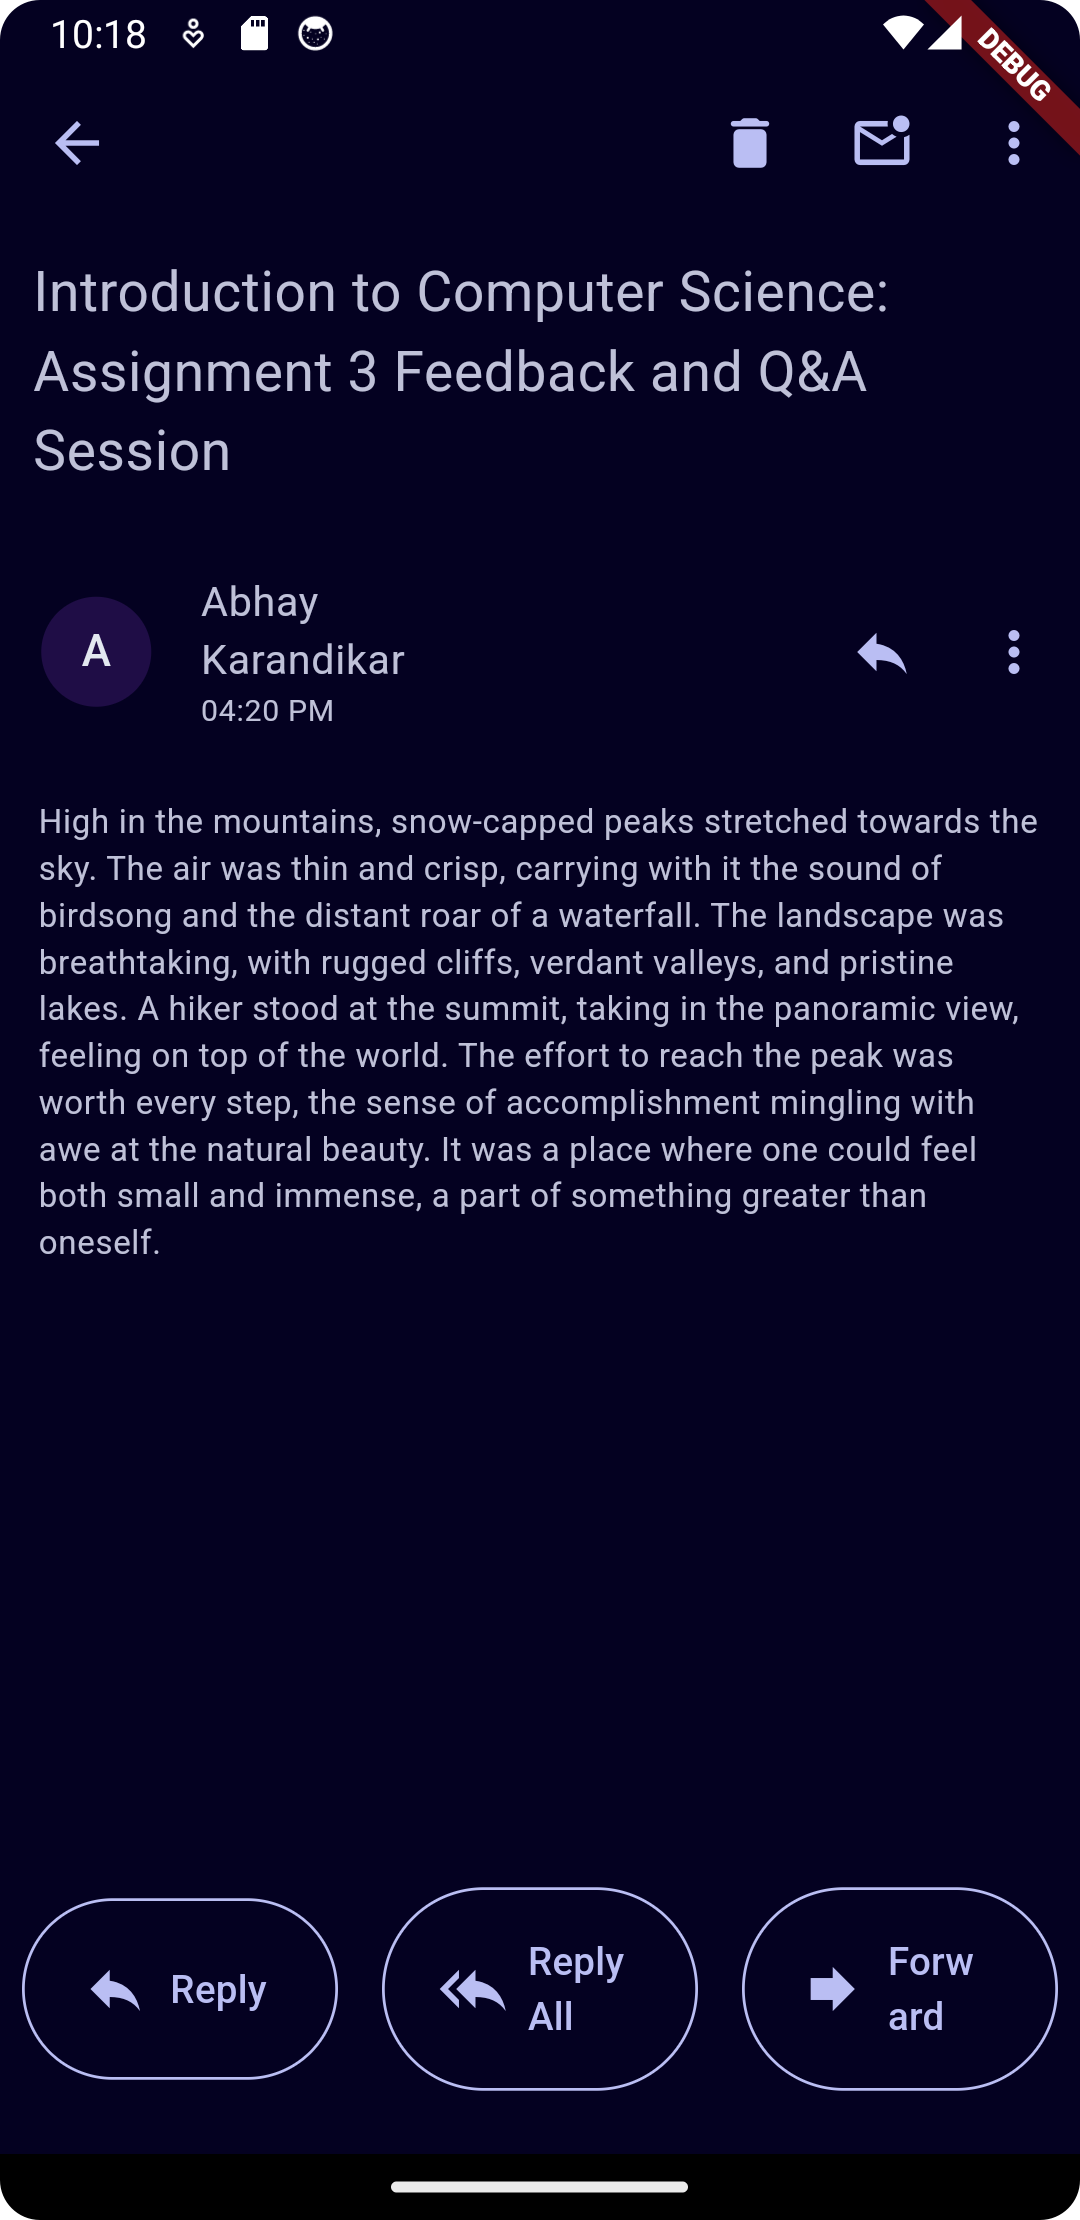 10:18
DEBUG
Introduction to Computer Science:
Assignment 3 Feedback and Q&A
Session
A
Abhay
Karandikar
04:20 PM
High in the mountains, snow-capped peaks stretched towards the
sky. The air was thin and crisp, carrying with it the sound of
birdsong and the distant roar of a waterfall. The landscape was
breathtaking, with rugged cliffs, verdant valleys, and pristine
lakes. A hiker stood at the summit, taking in the panoramic view,
feeling on top of the world. The effort to reach the peak was
worth every step, the sense of accomplishment mingling with
awe at the natural beauty. It was a place where one could feel
both small and immense, a part of something greater than
oneself.
Reply
Reply
All
Forw
ard